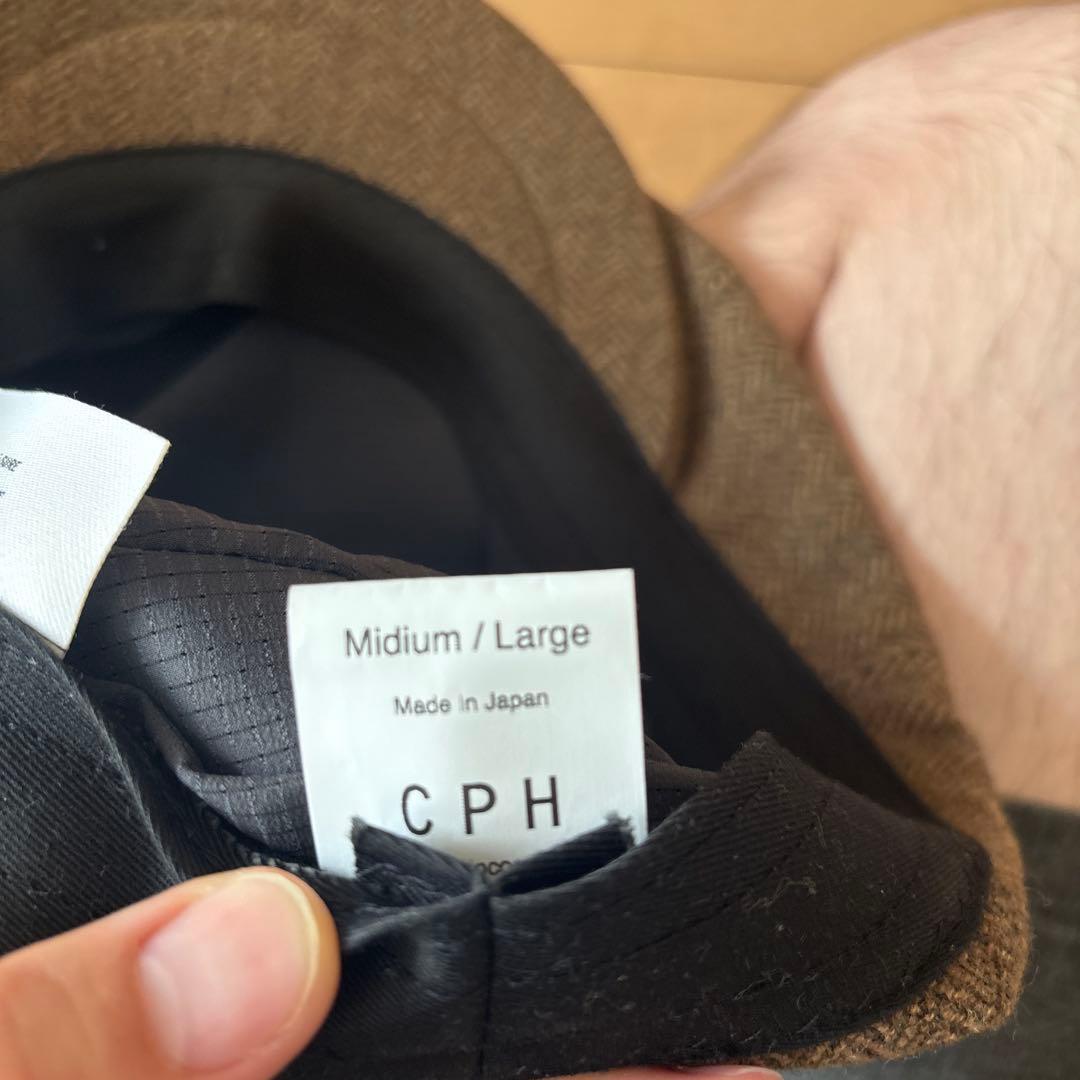 Midium / Large
Made in Japan
C P H